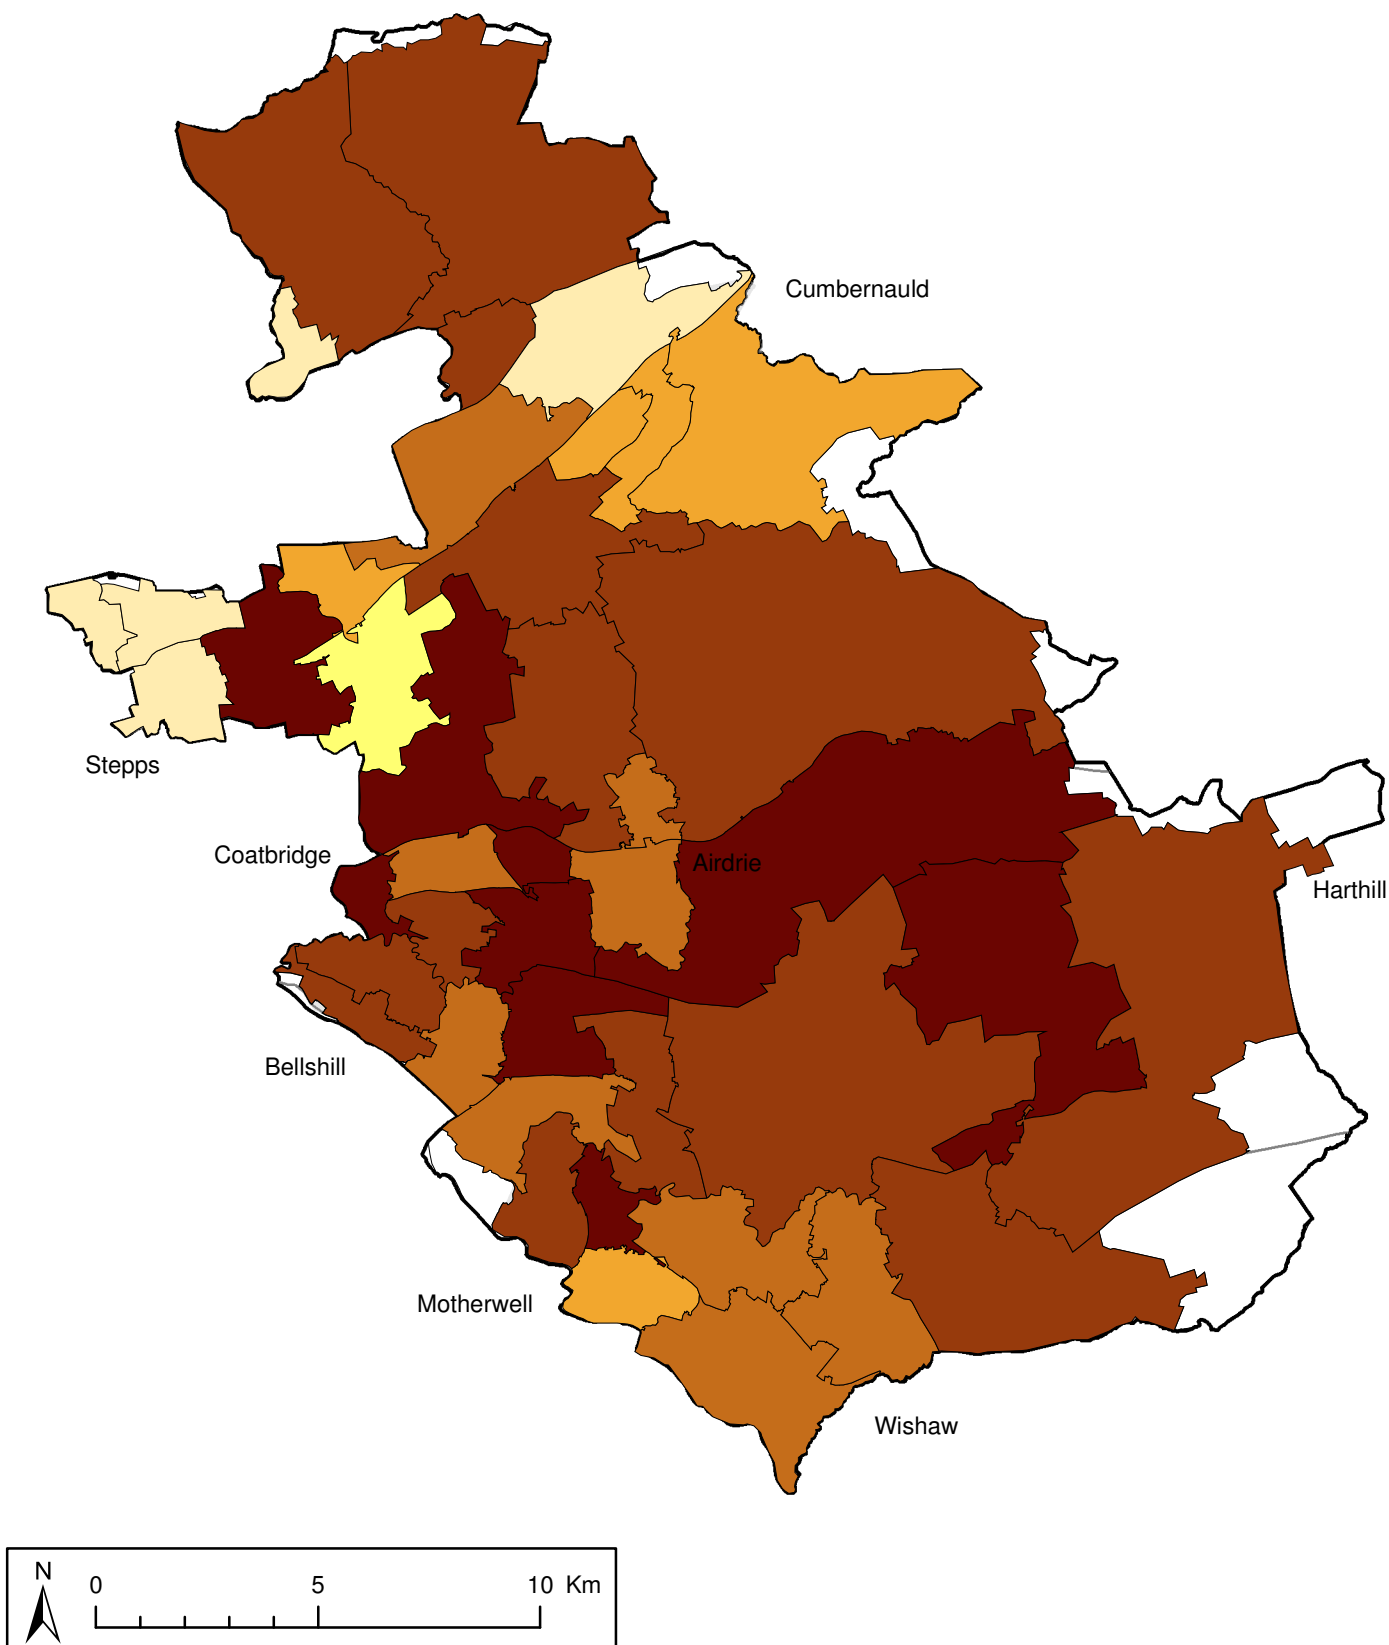 Cumbernauld
Stepps
Coatbridge
Airdrie
Harthill
Bellshill
Motherwell
Wishaw
N
0 5 10 Km